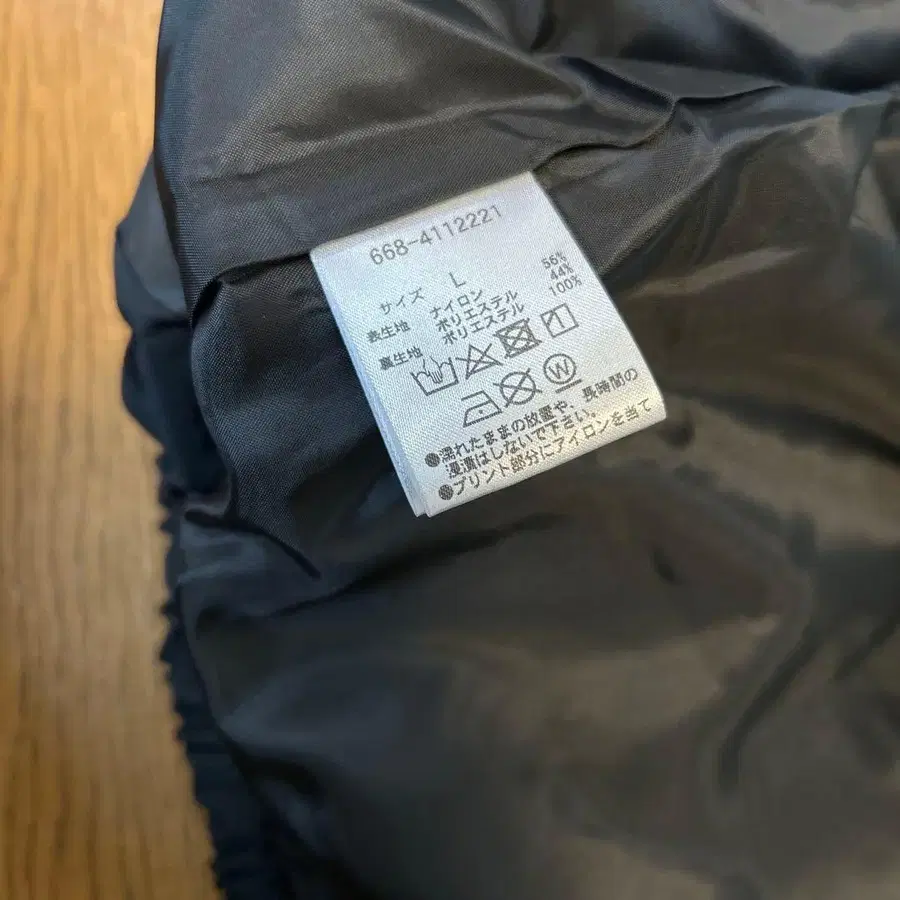 668-4112221
サイズ L
表生地 ナイロン 56%
ポリエステル 44%
裏生地 ポリエステル 100%
W
●濡れたままの放置や、長時間の
浸漬はしないで下さい。
●プリント部分にアイロンを当て